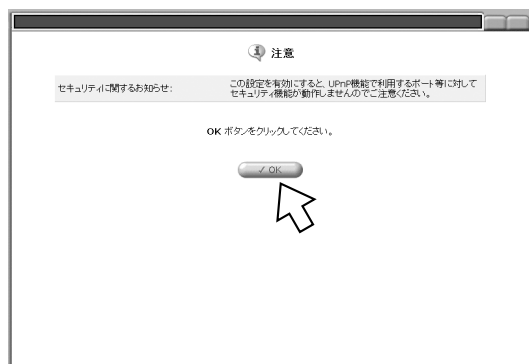 注意
セキュリティに関するお知らせ:
この設定を有効にすると、UPnP機能で利用するポート等に対して
セキュリティ機能が動作しませんのでご注意ください。
OK ボタンをクリックしてください。
✓ OK